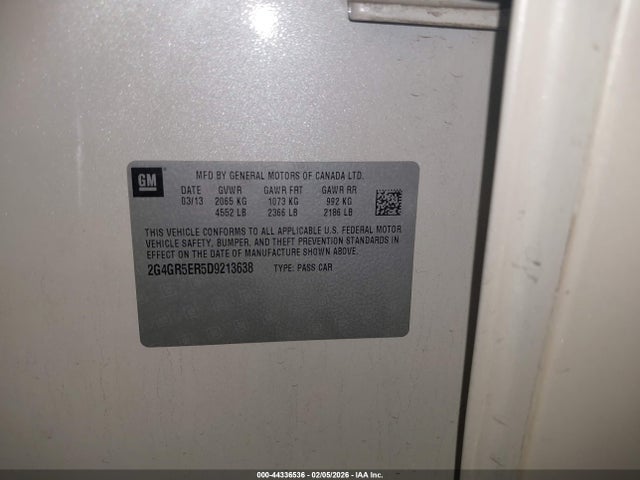 GM
MFD BY GENERAL MOTORS OF CANADA LTD.
DATE GVWR GAWR FRT GAWR RR
03/13 2065 KG 1073 KG 992 KG
4552 LB 2366 LB 2186 LB
THIS VEHICLE CONFORMS TO ALL APPLICABLE U.S. FEDERAL MOTOR
VEHICLE SAFETY, BUMPER, AND THEFT PREVENTION STANDARDS IN
EFFECT ON THE DATE OF MANUFACTURE SHOWN ABOVE.
2G4GR5ER5D9213638 TYPE: PASS CAR
000-44336536 - 02/05/2026 - IAAI.COM